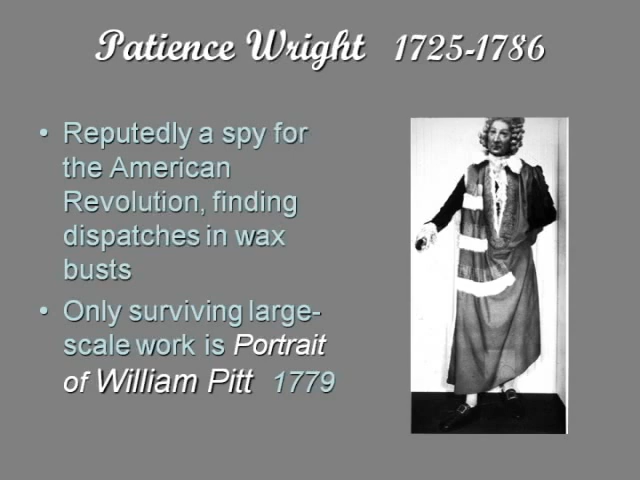 Patience Wright 1725-1786
• Reputedly a spy for
the American
Revolution, finding
dispatches in wax
busts
• Only surviving large-
scale work is Portrait
of William Pitt 1779